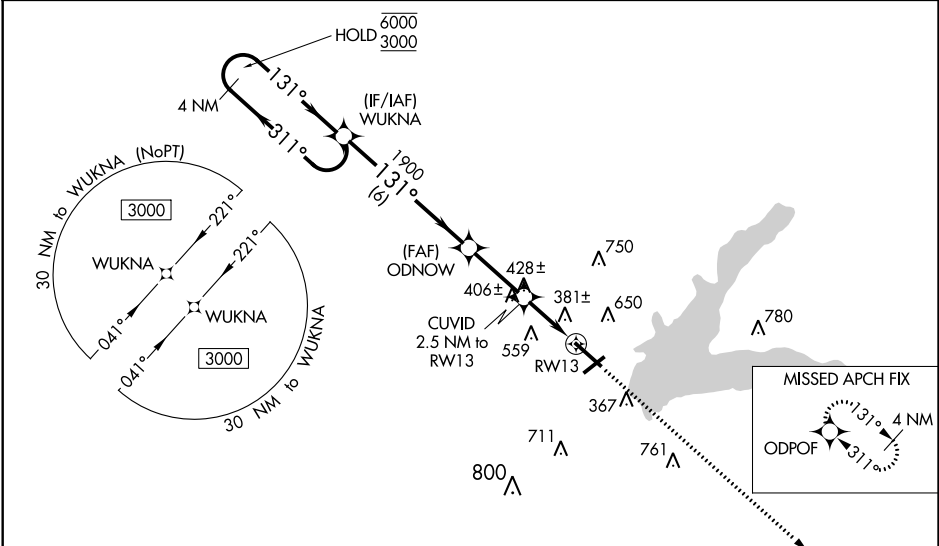 HOLD 6000
3000
131°
4 NM
311°
(IF/IAF)
WUKNA
1900
131°
(6)
30 NM to WUKNA (NoPT)
3000
221°
WUKNA
041°
221°
WUKNA
041°
3000
30 NM to WUKNA
(FAF)
ODNOW
750
428±
406±
381±
650
CUVID
2.5 NM to
RW13
559
RW13
780
367
711
761
800
MISSED APCH FIX
131°
4 NM
ODPOF
311°